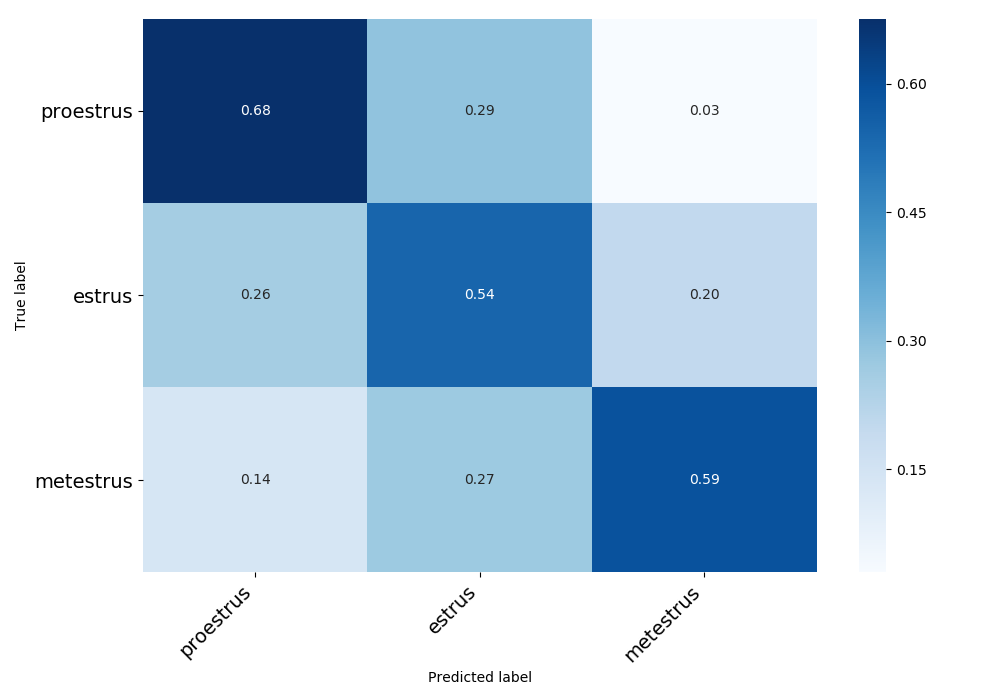 proestrus 0.68 0.29 0.03
estrus 0.26 0.54 0.20
metestrus 0.14 0.27 0.59
True label
proestrus estrus metestrus
Predicted label
0.60
0.45
0.30
0.15